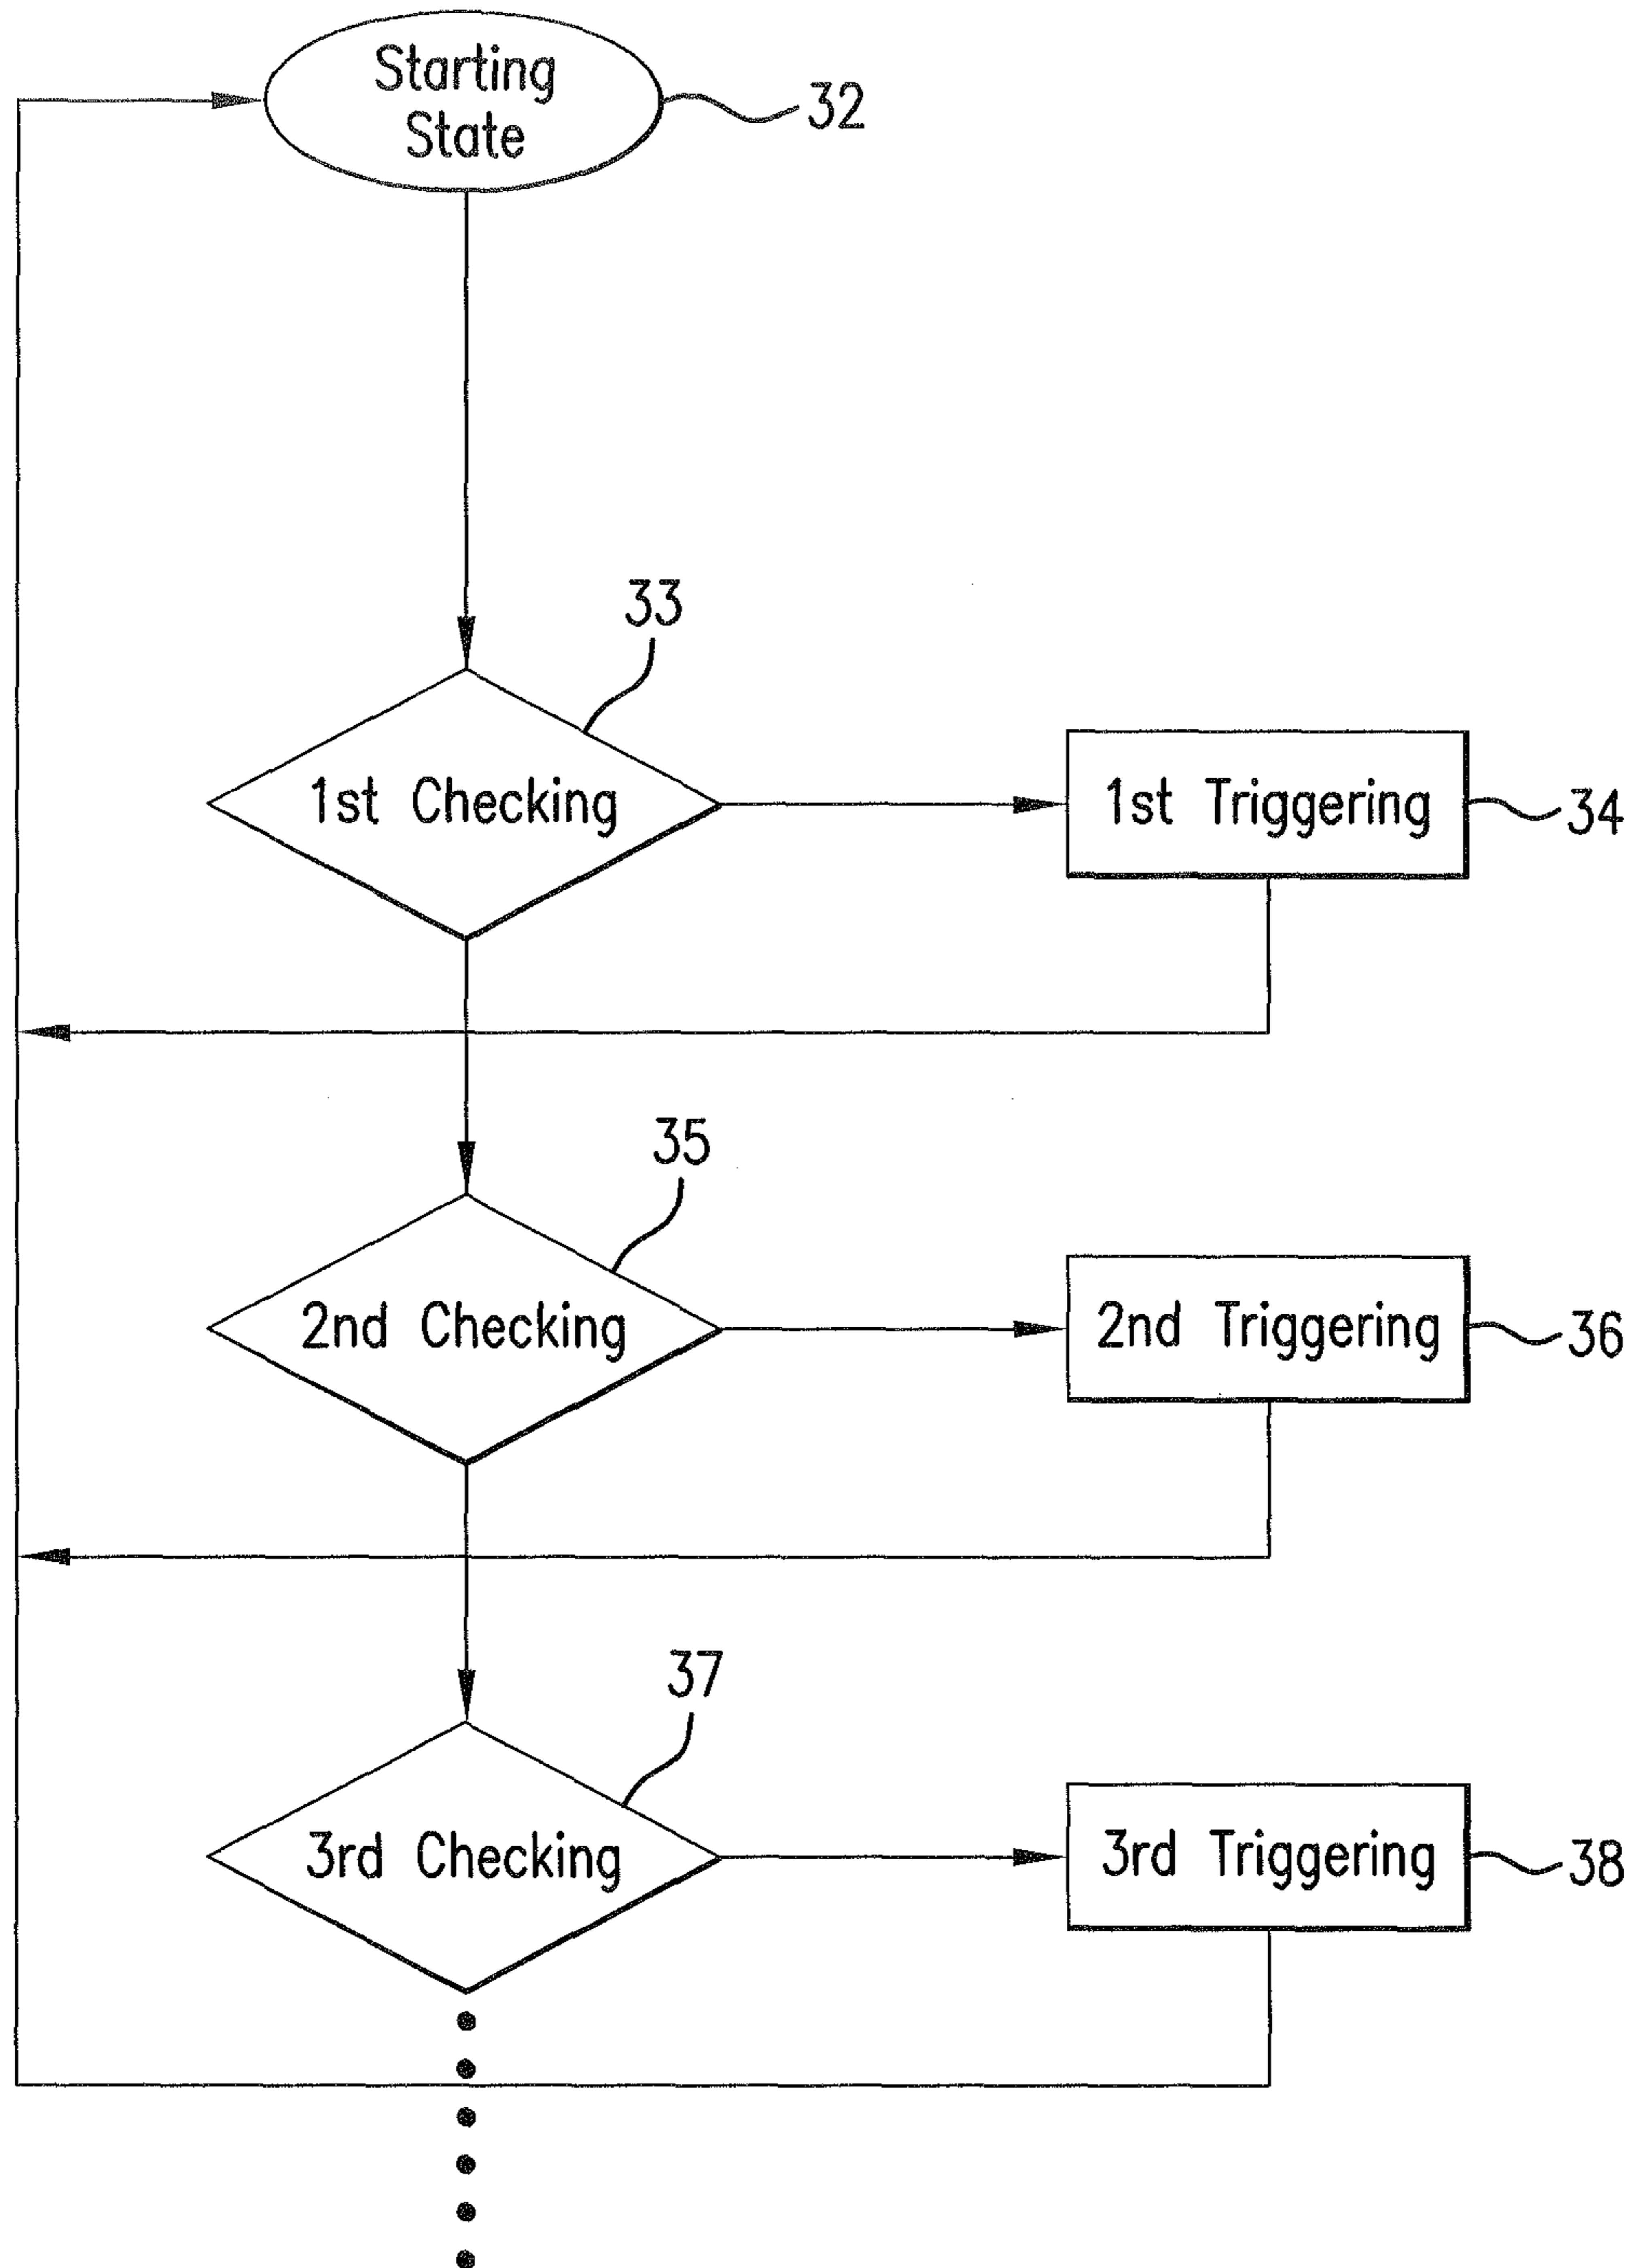 Starting
State
32
33
1st Checking
1st Triggering
34
35
2nd Checking
2nd Triggering
36
37
3rd Checking
3rd Triggering
38